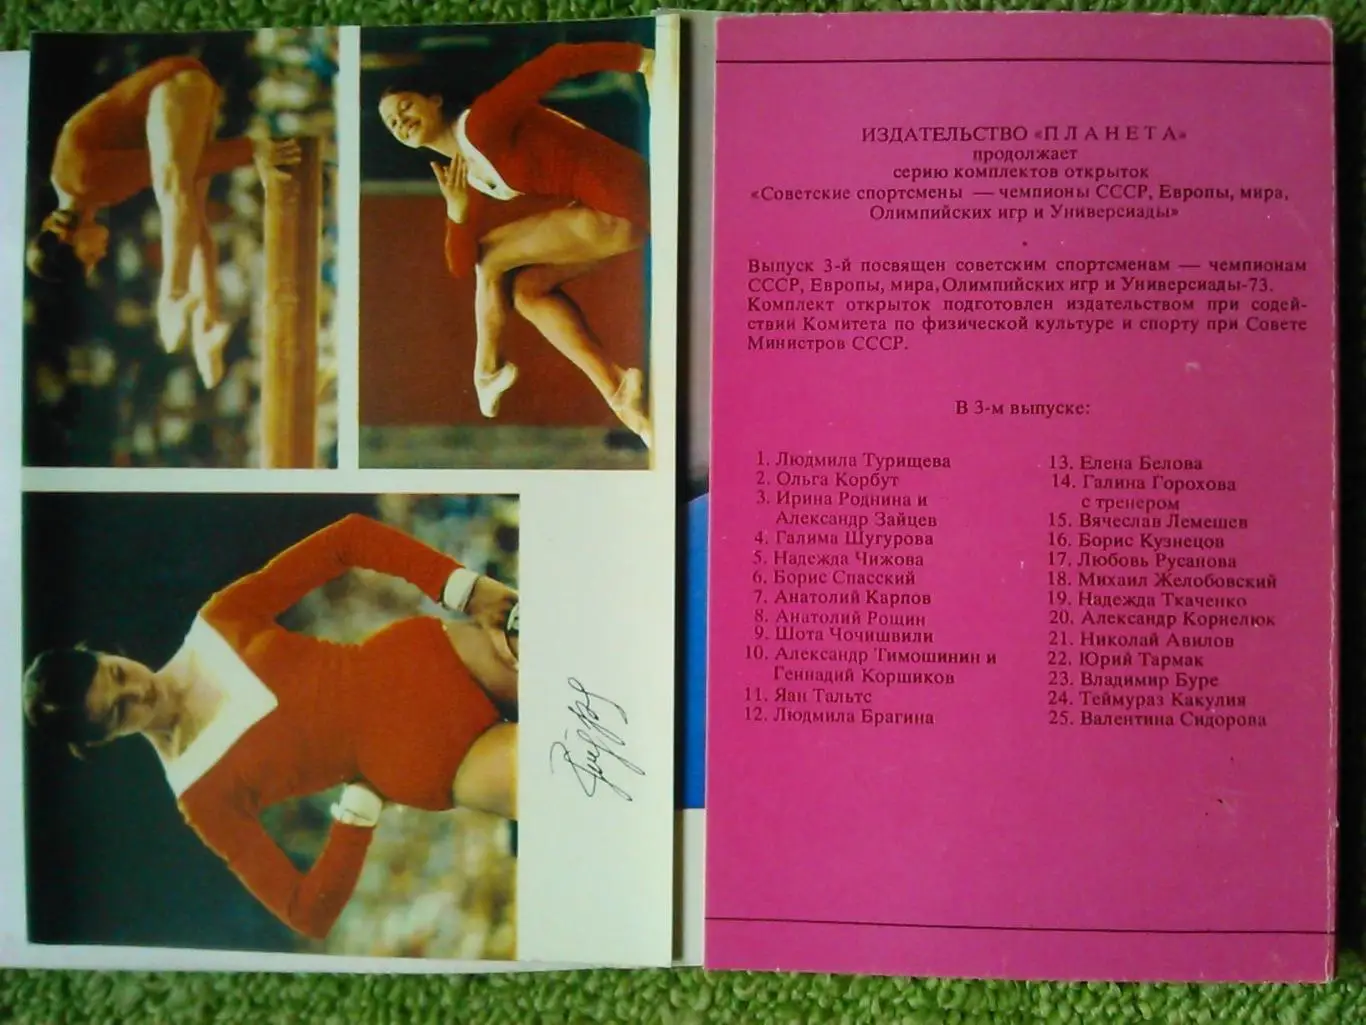 ИЗДАТЕЛЬСТВО «ПЛАНЕТА»
продолжает
серию комплектов открыток
«Советские спортсмены — чемпионы СССР, Европы, мира,
Олимпийских игр и Универсиады»
Выпуск 3-й посвящен советским спортсменам — чемпионам
СССР, Европы, мира, Олимпийских игр и Универсиады-73.
Комплект открыток подготовлен издательством при содей-
ствии Комитета по физической культуре и спорту при Совете
Министров СССР.
В 3-м выпуске:
1. Людмила Турищева
2. Ольга Корбут
3. Ирина Роднина и
Александр Зайцев
4. Галима Шугурова
5. Надежда Чижова
6. Борис Спасский
7. Анатолий Карпов
8. Анатолий Рощин
9. Шота Чочишвили
10. Александр Тимошинин и
Геннадий Коршиков
11. Яан Тальтс
12. Людмила Брагина
13. Елена Белова
14. Галина Горохова
с тренером
15. Вячеслав Лемешев
16. Борис Кузнецов
17. Любовь Русанова
18. Михаил Желобовский
19. Надежда Ткаченко
20. Александр Корнелюк
21. Николай Авилов
22. Юрий Тармак
23. Владимир Буре
24. Теймураз Какулия
25. Валентина Сидорова